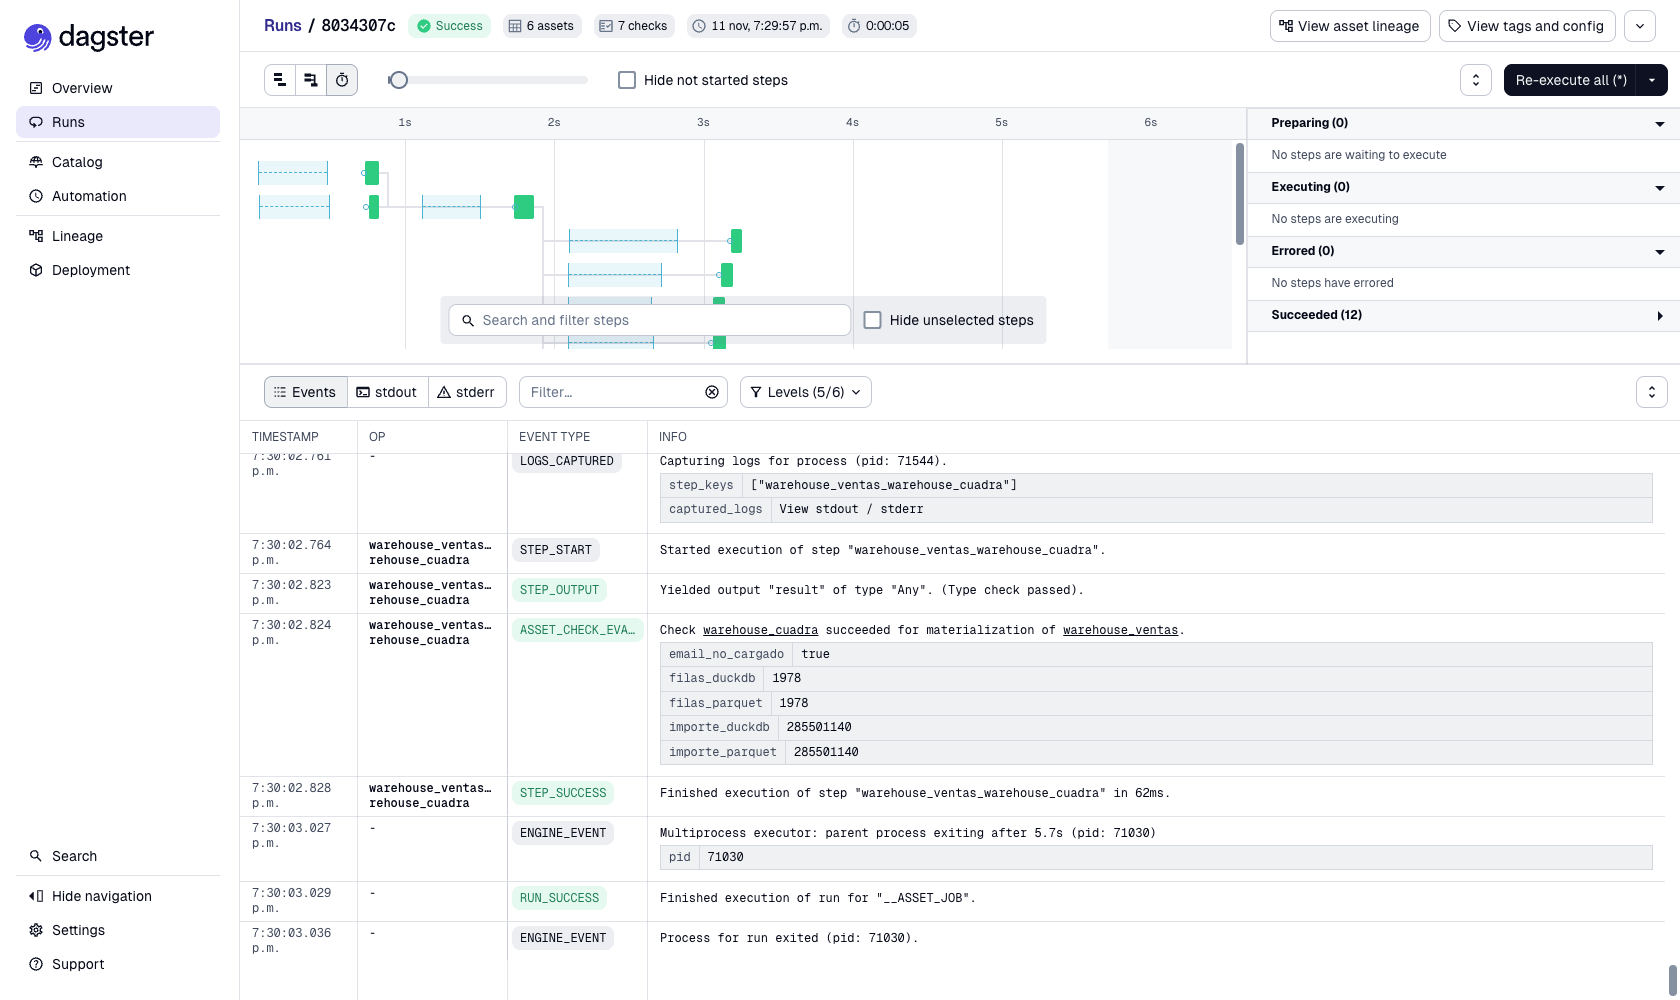 dagster
Overview
Runs
Catalog
Automation
Lineage
Deployment
Search
Hide navigation
Settings
Support
Runs / 8034307c
Success
6 assets
7 checks
11 nov, 7:29:57 p.m.
0:00:05
View asset lineage
View tags and config
Hide not started steps
Re-execute all (*)
1s 2s 3s 4s 5s 6s
Search and filter steps
Hide unselected steps
Preparing (0)
No steps are waiting to execute
Executing (0)
No steps are executing
Errored (0)
No steps have errored
Succeeded (12)
Events
stdout
stderr
Filter...
Levels (5/6)
TIMESTAMP OP EVENT TYPE INFO
7:30:02.761 p.m. - LOGS_CAPTURED Capturing logs for process (pid: 71544).
step_keys ["warehouse_ventas_warehouse_cuadra"]
captured_logs View stdout / stderr
7:30:02.764 p.m. warehouse_ventas…rehouse_cuadra STEP_START Started execution of step "warehouse_ventas_warehouse_cuadra".
7:30:02.823 p.m. warehouse_ventas…rehouse_cuadra STEP_OUTPUT Yielded output "result" of type "Any". (Type check passed).
7:30:02.824 p.m. warehouse_ventas…rehouse_cuadra ASSET_CHECK_EVA… Check warehouse_cuadra succeeded for materialization of warehouse_ventas.
email_no_cargado true
filas_duckdb 1978
filas_parquet 1978
importe_duckdb 285501140
importe_parquet 285501140
7:30:02.828 p.m. warehouse_ventas…rehouse_cuadra STEP_SUCCESS Finished execution of step "warehouse_ventas_warehouse_cuadra" in 62ms.
7:30:03.027 p.m. - ENGINE_EVENT Multiprocess executor: parent process exiting after 5.7s (pid: 71030)
pid 71030
7:30:03.029 p.m. - RUN_SUCCESS Finished execution of run for "__ASSET_JOB".
7:30:03.036 p.m. - ENGINE_EVENT Process for run exited (pid: 71030).